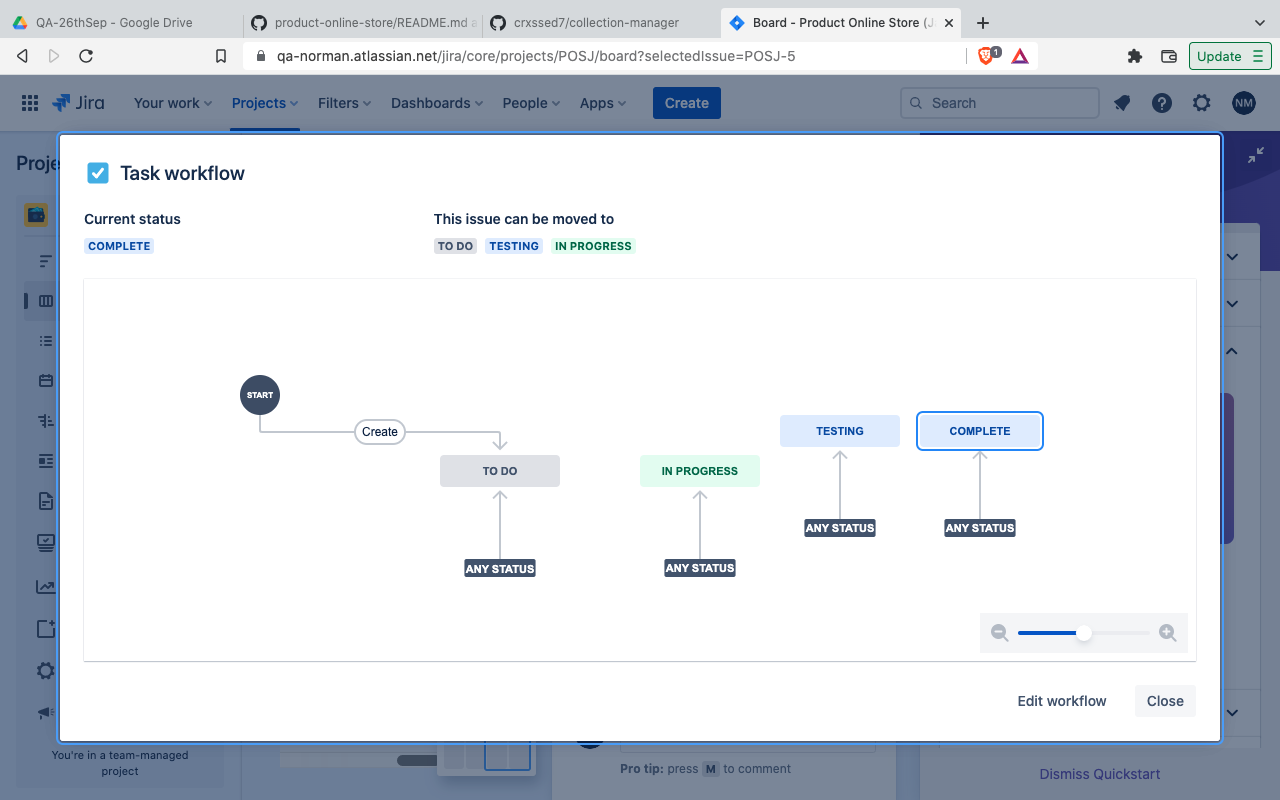 QA-26thSep - Google Drive
product-online-store/README.md a
crxssed7/collection-manager
Board - Product Online Store (J
qa-norman.atlassian.net/jira/core/projects/POSJ/board?selectedIssue=POSJ-5
1
Update
Jira
Your work
Projects
Filters
Dashboards
People
Apps
Create
Search
NM
Proje
Task workflow
Current status
This issue can be moved to
COMPLETE
TO DO
TESTING
IN PROGRESS
START
Create
TO DO
IN PROGRESS
TESTING
COMPLETE
ANY STATUS
ANY STATUS
ANY STATUS
ANY STATUS
Edit workflow
Close
You're in a team-managed
project
Pro tip: press M to comment
Dismiss Quickstart